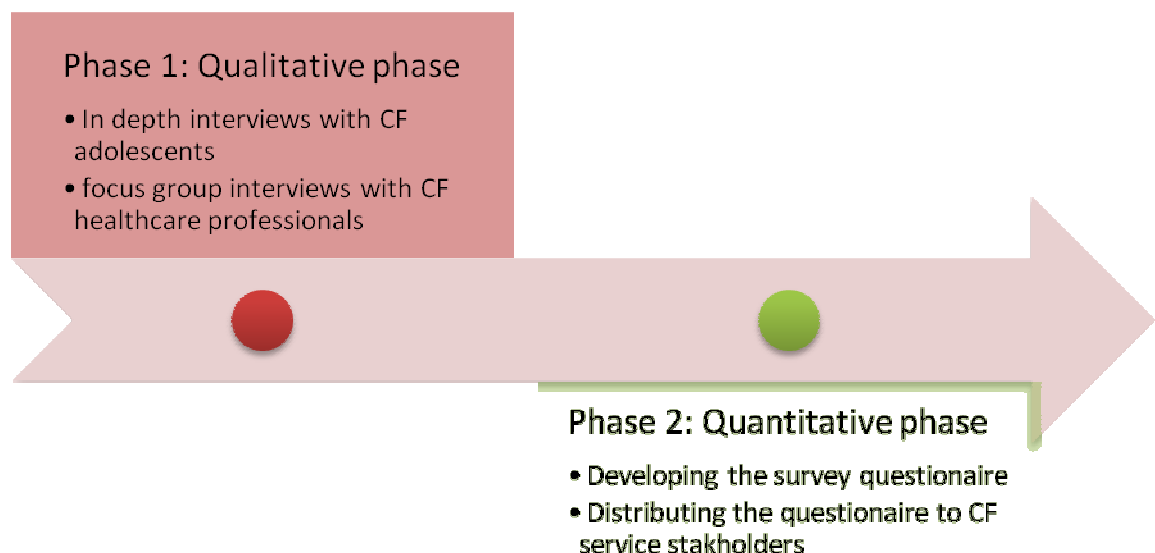 Phase 1: Qualitative phase
• In depth interviews with CF
adolescents
• focus group interviews with CF
healthcare professionals
Phase 2: Quantitative phase
• Developing the survey questionaire
• Distributing the questionaire to CF
service stakholders